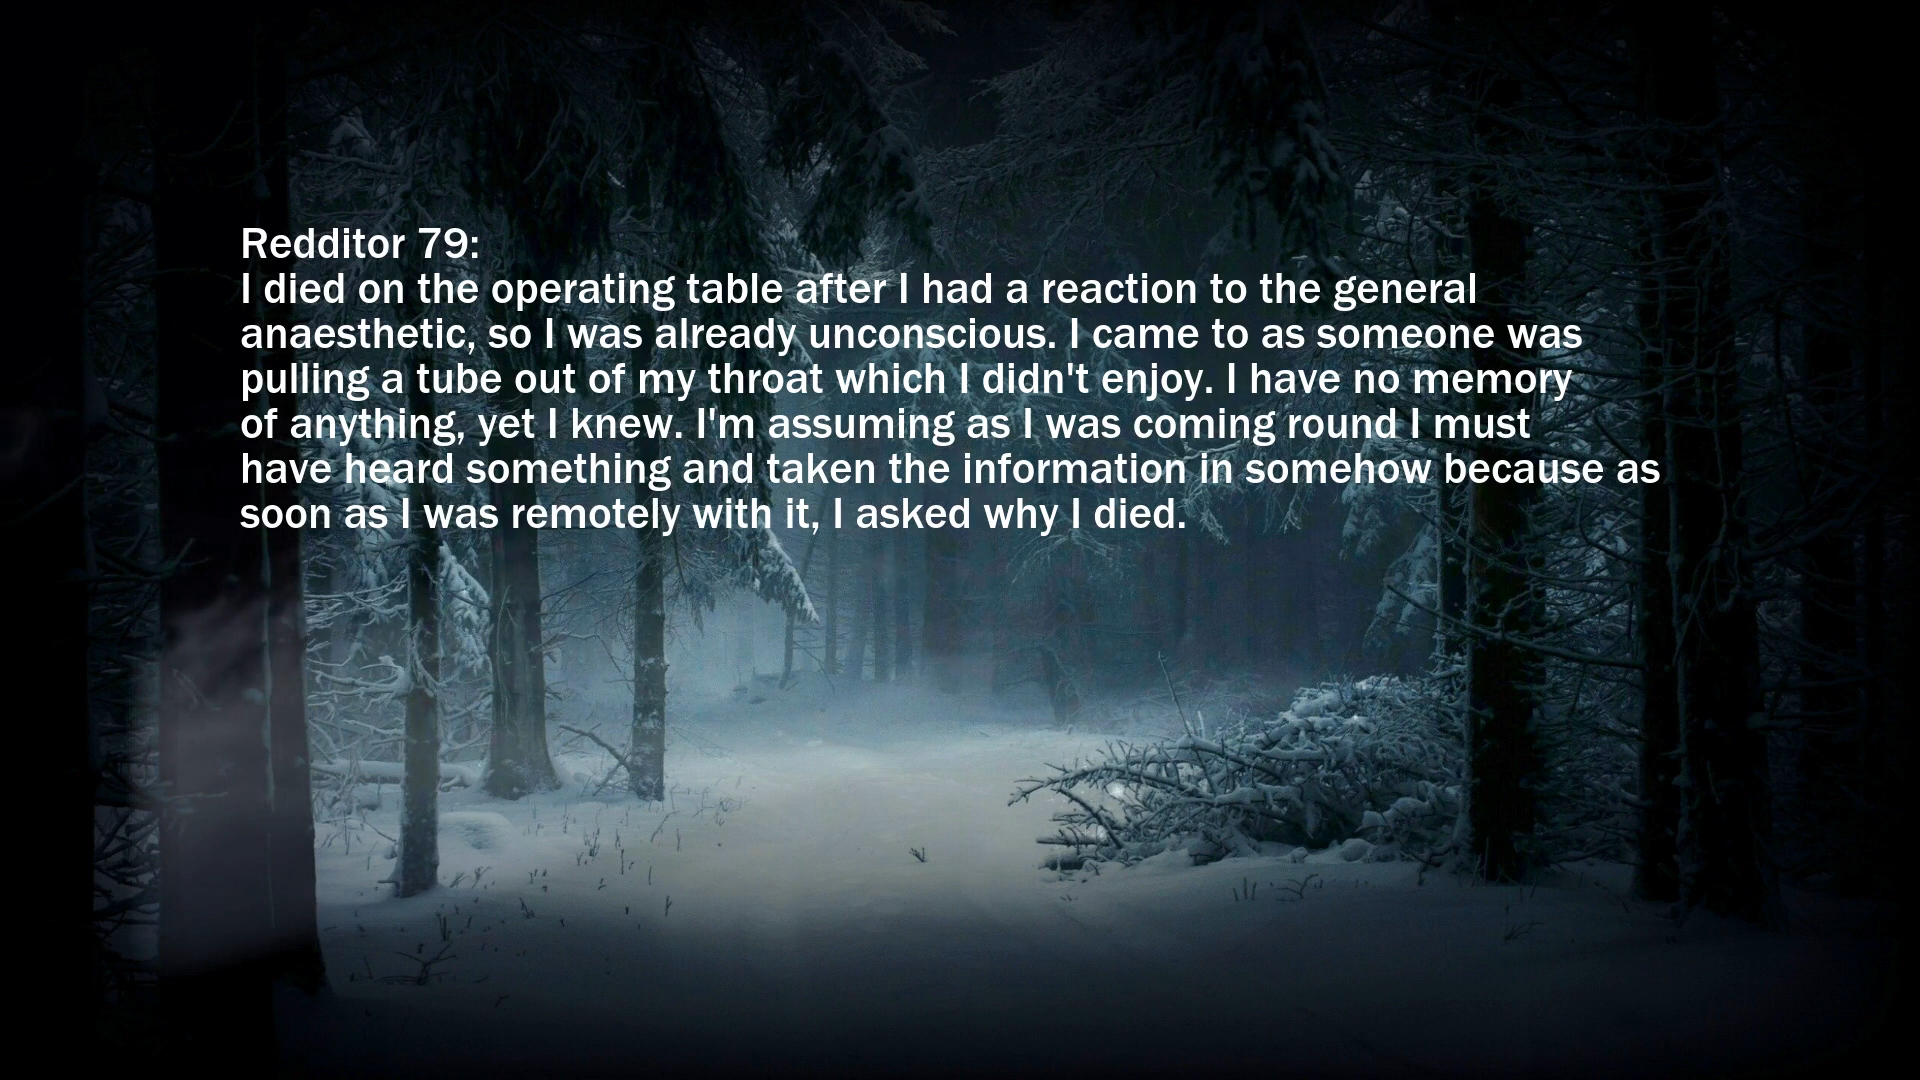 Redditor 79:
I died on the operating table after I had a reaction to the general
anaesthetic, so I was already unconscious. I came to as someone was
pulling a tube out of my throat which I didn't enjoy. I have no memory
of anything, yet I knew. I'm assuming as I was coming round I must
have heard something and taken the information in somehow because as
soon as I was remotely with it, I asked why I died.